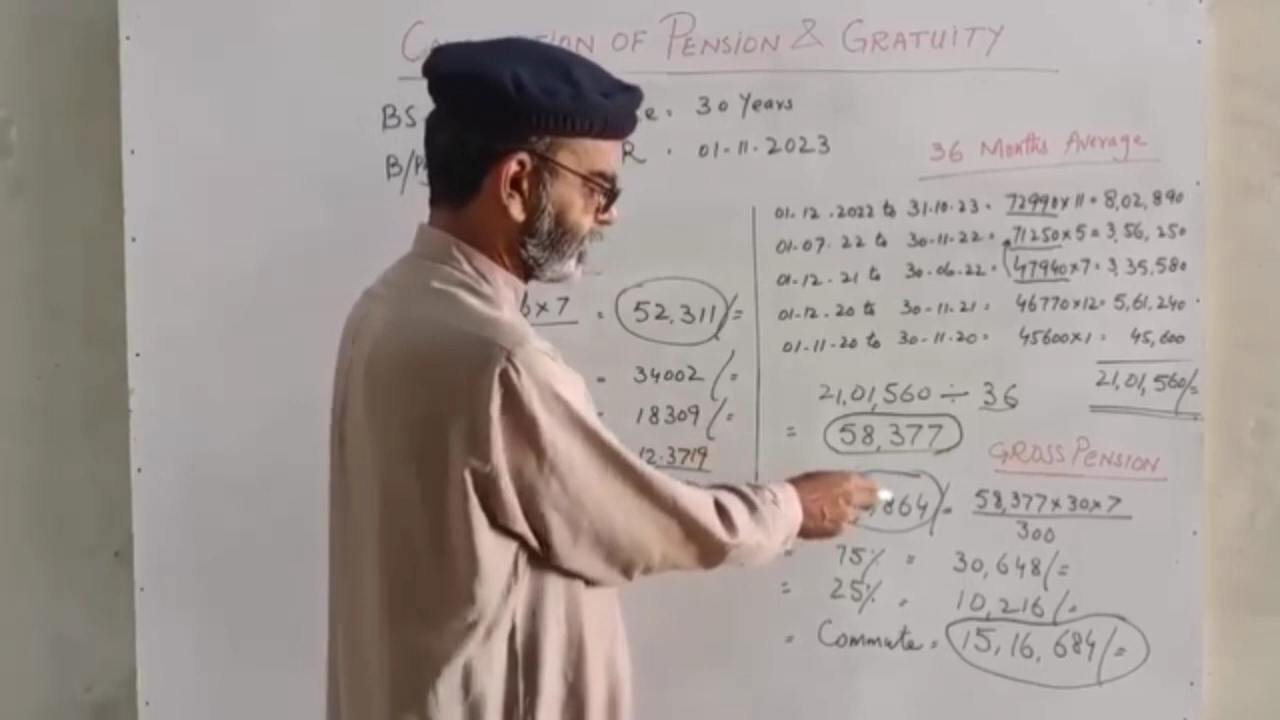 OF PENSION & GRATUITY
BS 30 Years
B/P 01-11-2023
×7 = 52,311/=
= 34002/=
= 18309/=
12.3719
36 Months Average
01.12.2022 to 31.10.23 = 72990×11 = 8,02,890
01.07.22 to 30-11-22 = 71250×5 = 3,56,250
01-12-21 to 30-06-22 = 47940×7 = 3,35,580
01-12-20 to 30-11-21 = 46770×12 = 5,61,240
01-11-20 to 30-11-20 = 45600×1 = 45,600
21,01,560/=
21,01,560 ÷ 36
= 58,377
GROSS PENSION
864/= 58,377×30×7
300
= 75% = 30,648/=
= 25% = 10,216/=
= Commute = 15,16,684/=